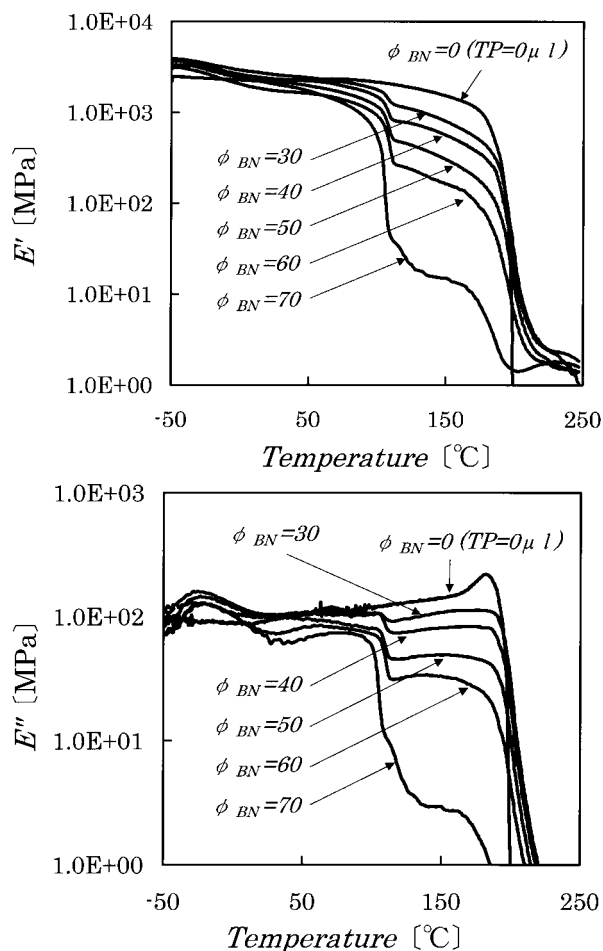 1.0E+04
ϕ BN=0 (TP=0μ l)
1.0E+03
ϕ BN=30
1.0E+02
ϕ BN=40
ϕ BN=50
ϕ BN=60
1.0E+01
ϕ BN=70
1.0E+00
E' [MPa]
-50 50 150 250
Temperature [℃]
1.0E+03
ϕ BN=30
ϕ BN=0 (TP=0μ l)
1.0E+02
ϕ BN=40
ϕ BN=50
1.0E+01
ϕ BN=60
ϕ BN=70
1.0E+00
E" [MPa]
-50 50 150 250
Temperature [℃]